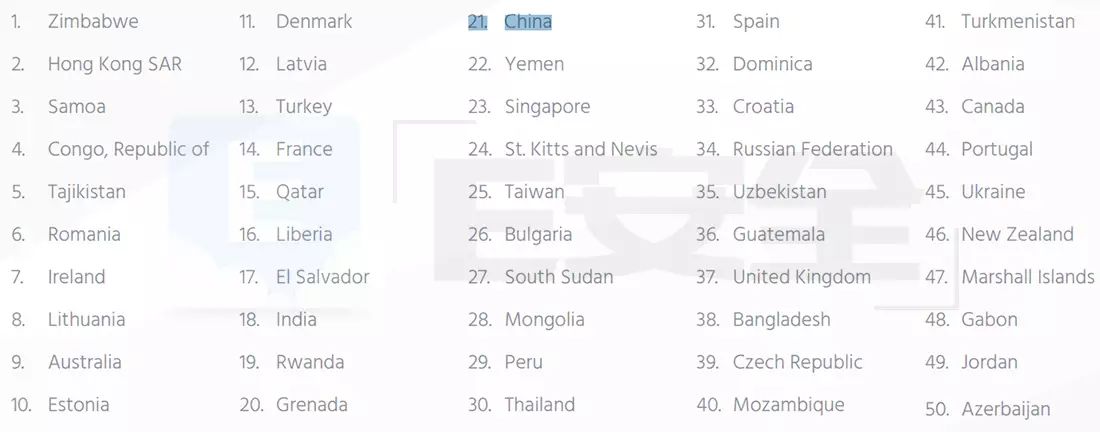 1. Zimbabwe
2. Hong Kong SAR
3. Samoa
4. Congo, Republic of
5. Tajikistan
6. Romania
7. Ireland
8. Lithuania
9. Australia
10. Estonia
11. Denmark
12. Latvia
13. Turkey
14. France
15. Qatar
16. Liberia
17. El Salvador
18. India
19. Rwanda
20. Grenada
21. China
22. Yemen
23. Singapore
24. St. Kitts and Nevis
25. Taiwan
26. Bulgaria
27. South Sudan
28. Mongolia
29. Peru
30. Thailand
31. Spain
32. Dominica
33. Croatia
34. Russian Federation
35. Uzbekistan
36. Guatemala
37. United Kingdom
38. Bangladesh
39. Czech Republic
40. Mozambique
41. Turkmenistan
42. Albania
43. Canada
44. Portugal
45. Ukraine
46. New Zealand
47. Marshall Islands
48. Gabon
49. Jordan
50. Azerbaijan
E安全